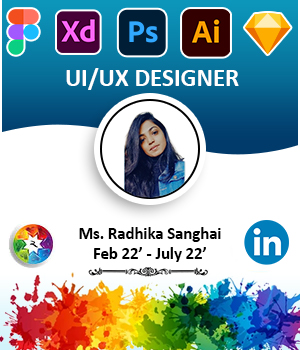 Xd Ps Ai
UI/UX DESIGNER
Ms. Radhika Sanghai
Feb 22’ - July 22’
in